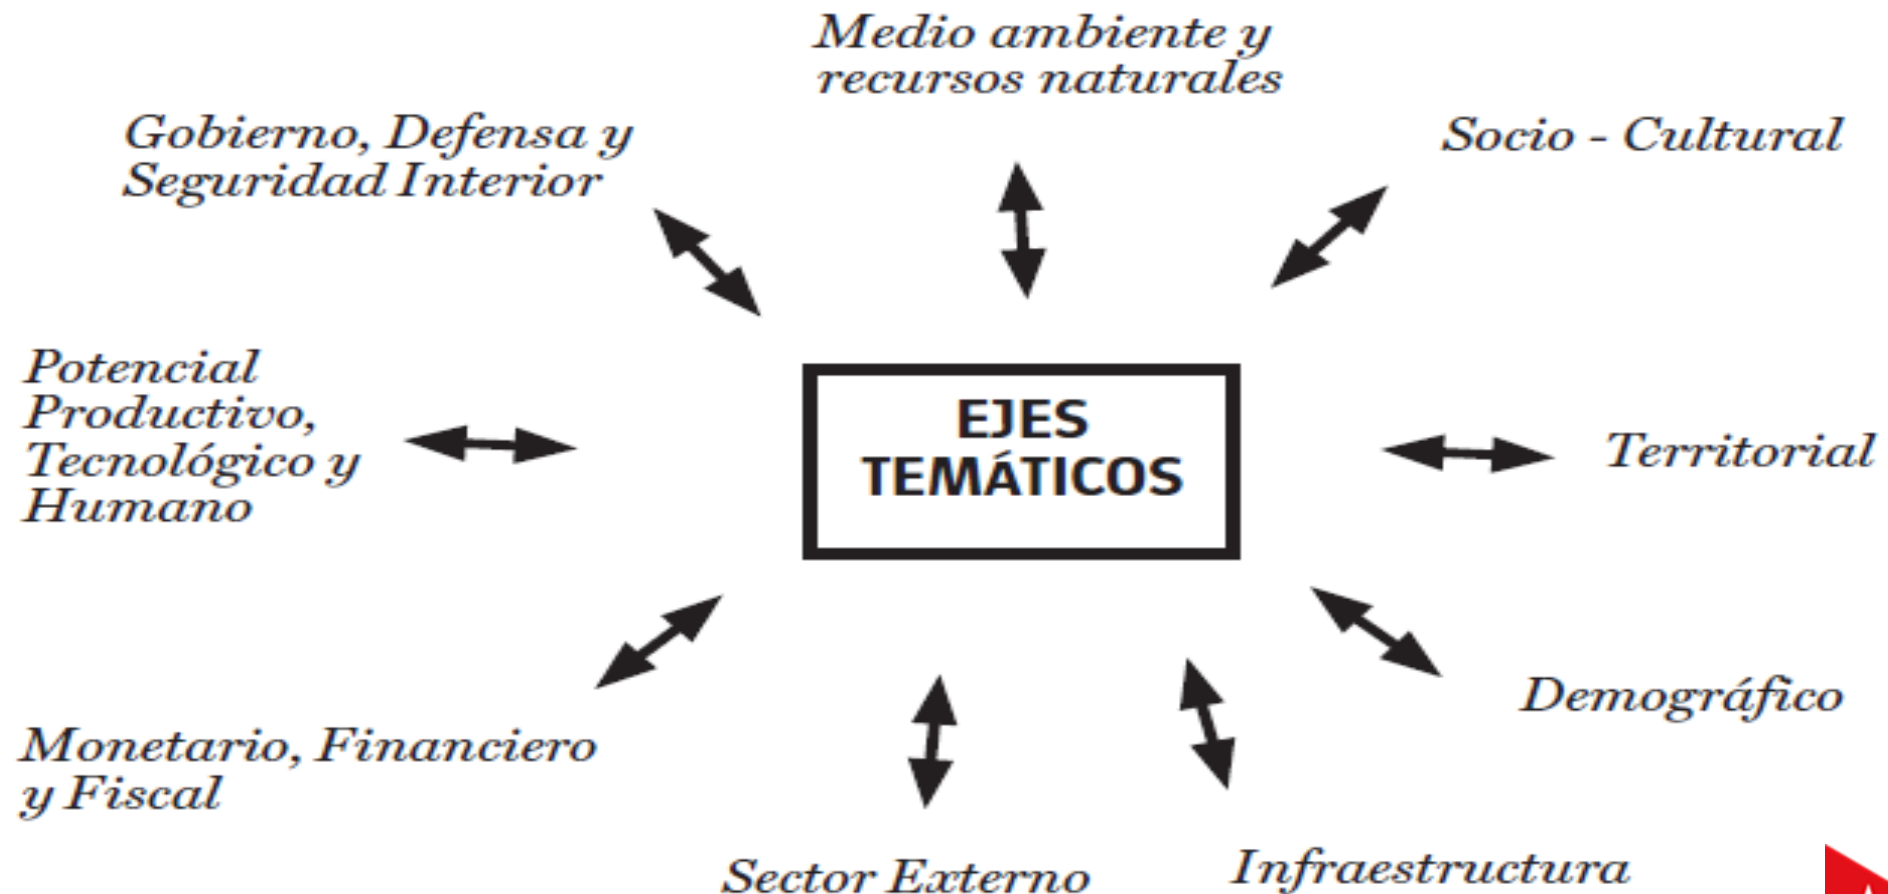 Medio ambiente y
recursos naturales
Gobierno, Defensa y
Seguridad Interior
Socio - Cultural
Potencial
Productivo,
Tecnológico y
Humano
EJES
TEMÁTICOS
Territorial
Demográfico
Monetario, Financiero
y Fiscal
Sector Externo
Infraestructura